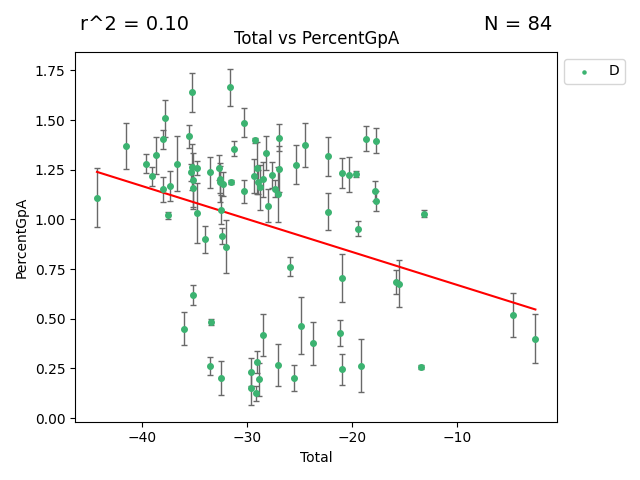 r^2 = 0.10
N = 84
Total vs PercentGpA
D
PercentGpA
1.75
1.50
1.25
1.00
0.75
0.50
0.25
0.00
−40
−30
−20
−10
Total